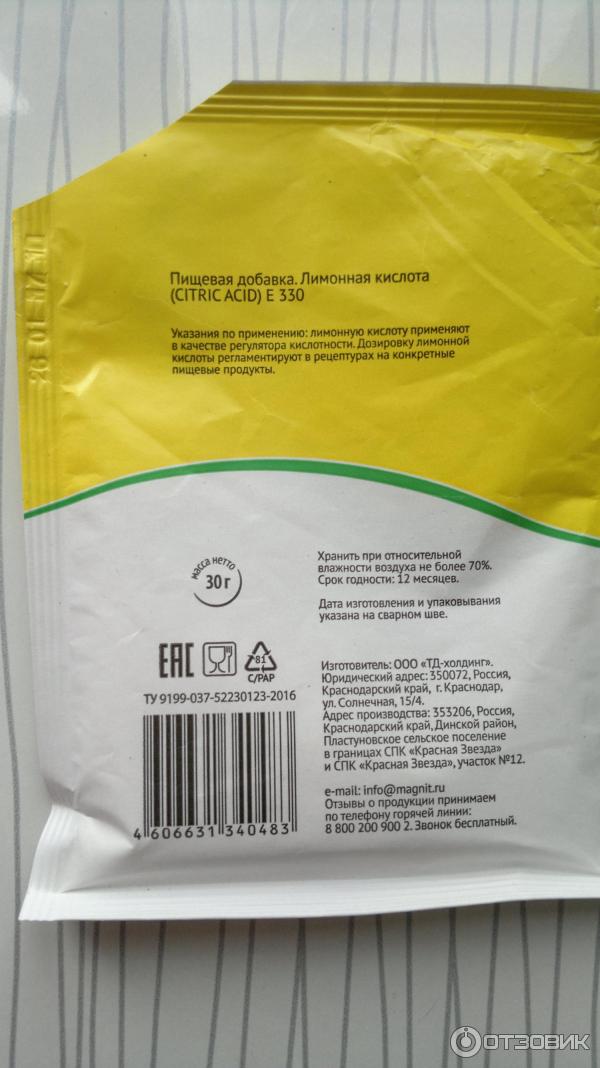 Пищевая добавка. Лимонная кислота
(CITRIC ACID) E 330
Указания по применению: лимонную кислоту применяют
в качестве регулятора кислотности. Дозировку лимонной
кислоты регламентируют в рецептурах на конкретные
пищевые продукты.
масса нетто
30 г
Хранить при относительной
влажности воздуха не более 70%.
Срок годности: 12 месяцев.
Дата изготовления и упаковывания
указана на сварном шве.
EAC
81
C/PAP
ТУ 9199-037-52230123-2016
4 606631 340483
Изготовитель: ООО «ТД-холдинг».
Юридический адрес: 350072, Россия,
Краснодарский край, г. Краснодар,
ул. Солнечная, 15/4.
Адрес производства: 353206, Россия,
Краснодарский край, Динской район,
Пластуновское сельское поселение
в границах СПК «Красная Звезда»
и СПК «Красная Звезда», участок №12.
e-mail: info@magnit.ru
Отзывы о продукции принимаем
по телефону горячей линии:
8 800 200 900 2. Звонок бесплатный.
ОТЗОВИК